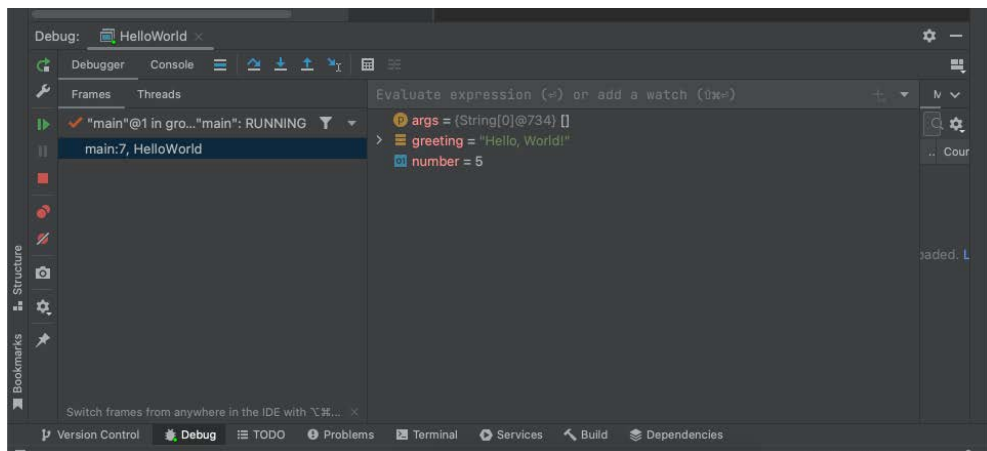 Debug: HelloWorld
Debugger Console
Frames Threads
Evaluate expression (⏎) or add a watch (⇧⌘⏎)
"main"@1 in gro..."main": RUNNING
main:7, HelloWorld
args = {String[0]@734} []
greeting = "Hello, World!"
01 number = 5
.. Cour
oaded. L
Structure
Bookmarks
Switch frames from anywhere in the IDE with ⌥⌘...
Version Control Debug TODO Problems Terminal Services Build Dependencies